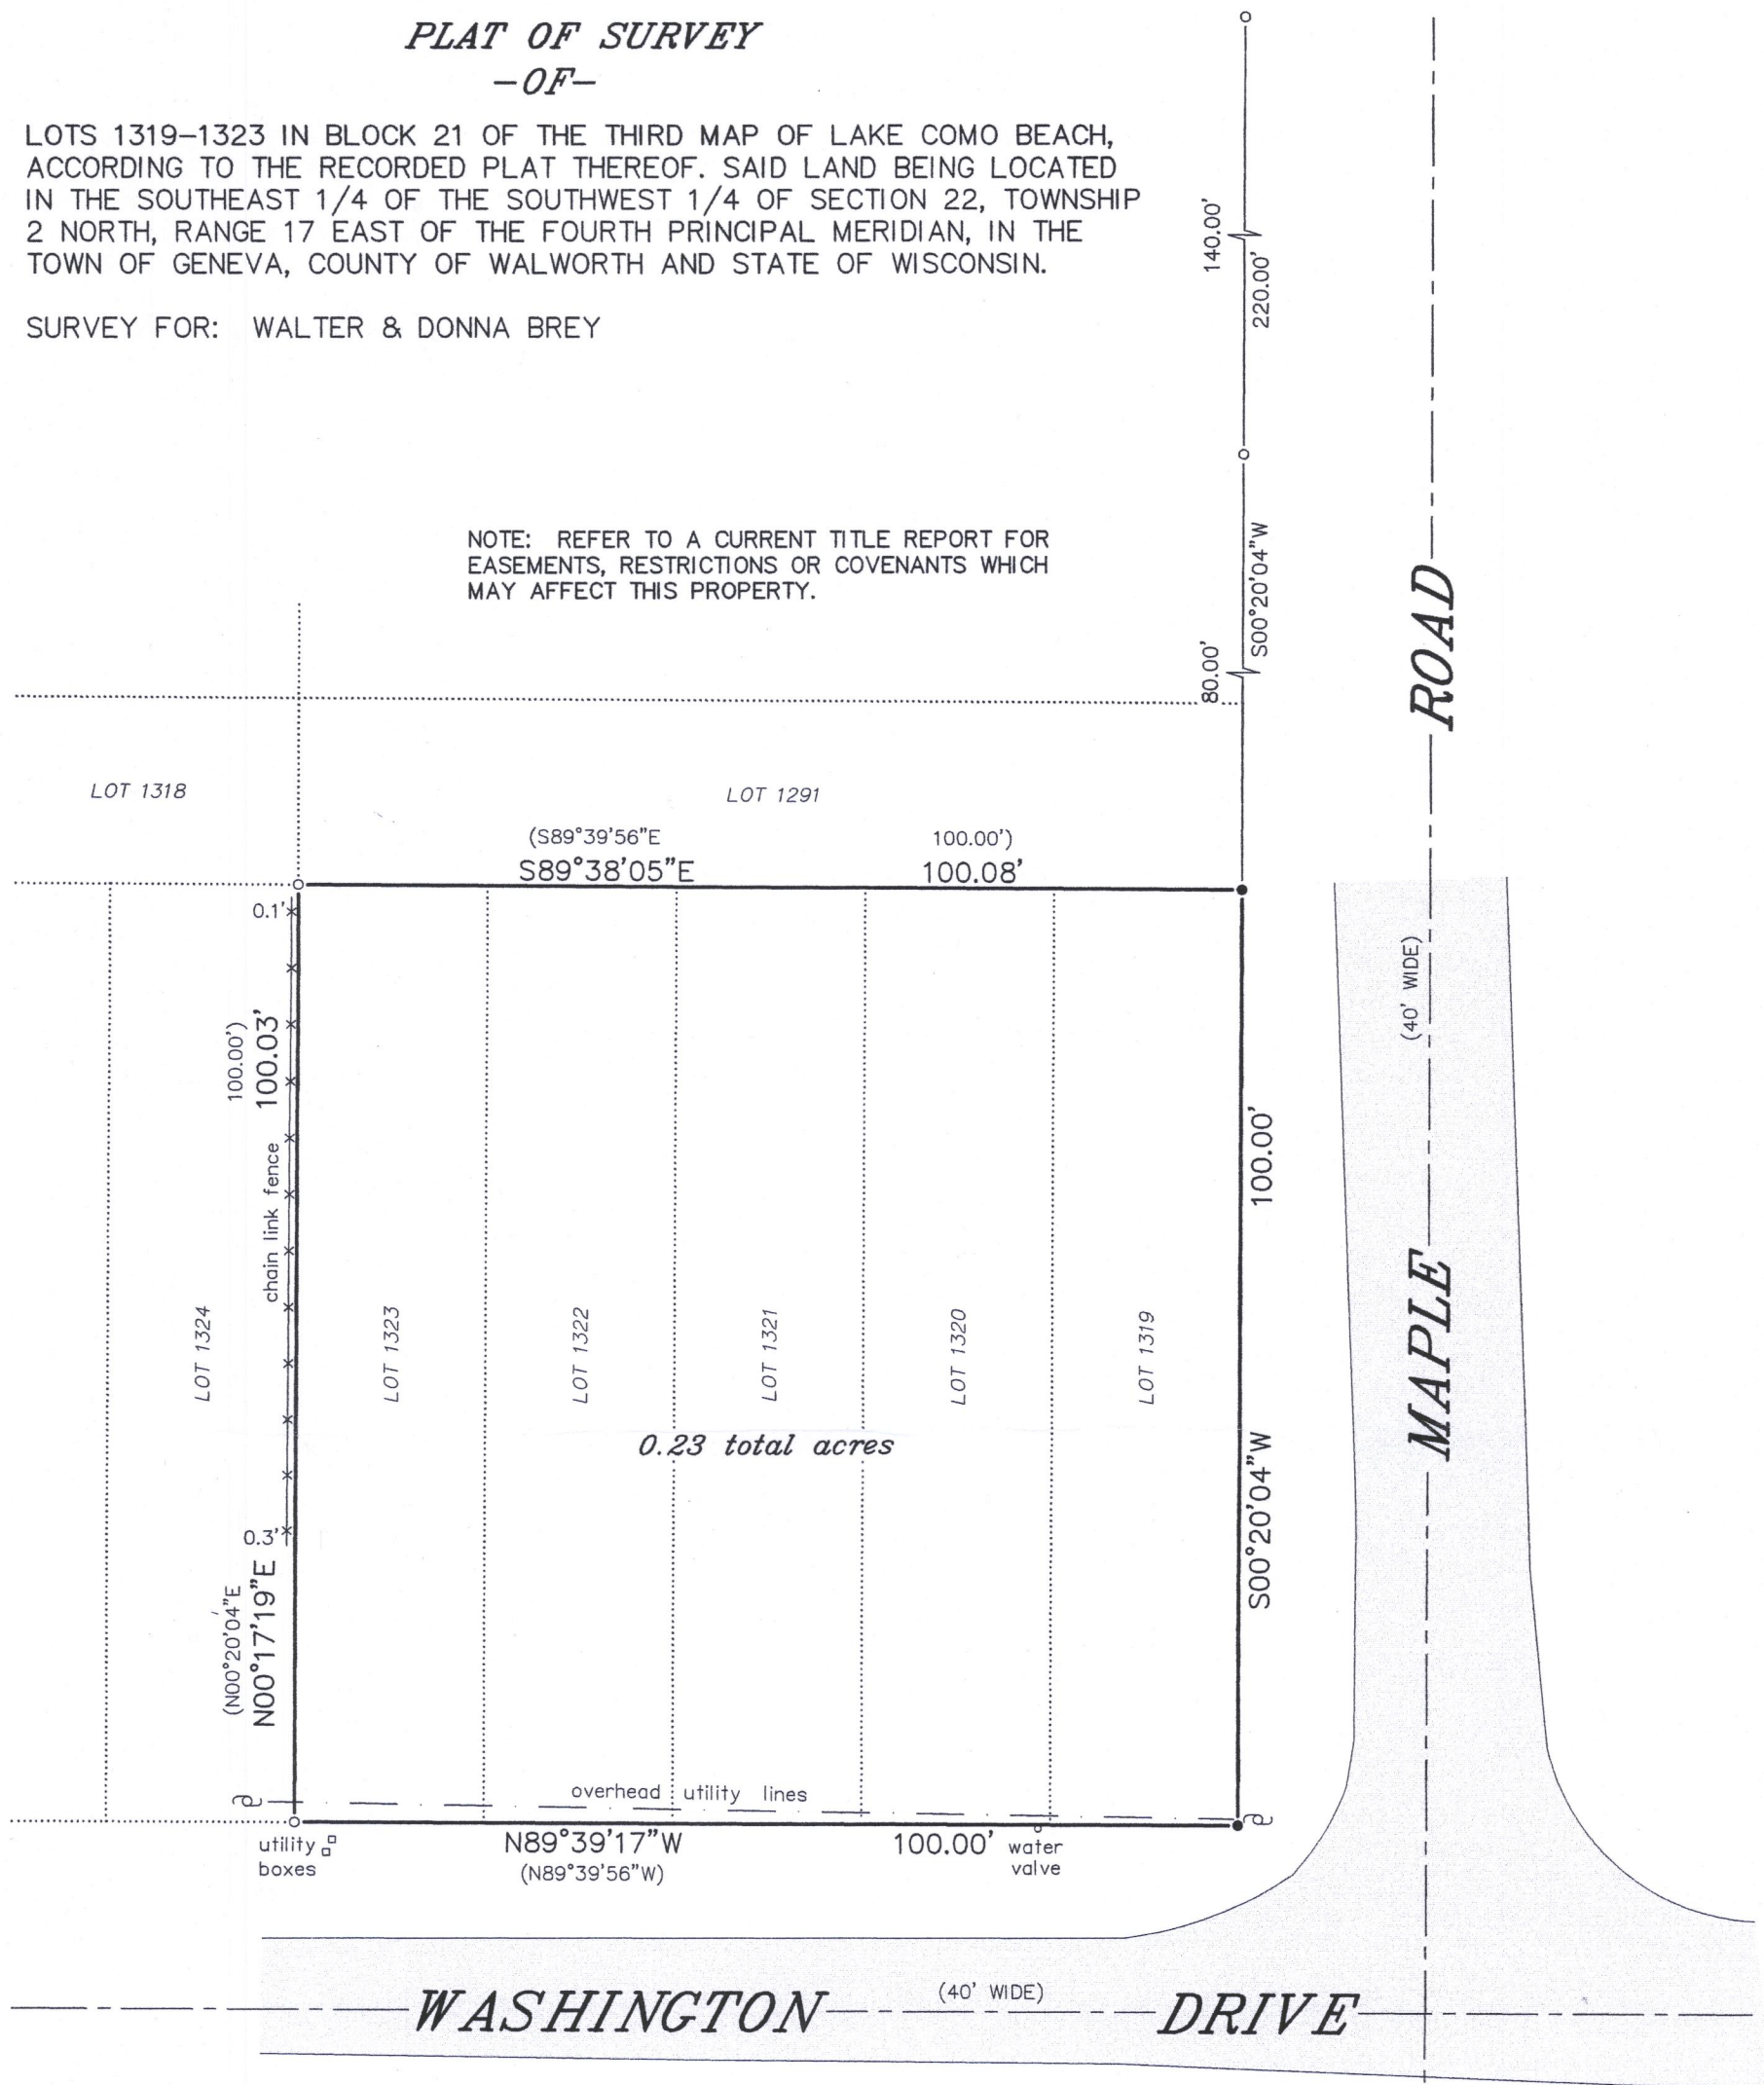 PLAT OF SURVEY
-OF-
LOTS 1319-1323 IN BLOCK 21 OF THE THIRD MAP OF LAKE COMO BEACH,
ACCORDING TO THE RECORDED PLAT THEREOF. SAID LAND BEING LOCATED
IN THE SOUTHEAST 1/4 OF THE SOUTHWEST 1/4 OF SECTION 22, TOWNSHIP
2 NORTH, RANGE 17 EAST OF THE FOURTH PRINCIPAL MERIDIAN, IN THE
TOWN OF GENEVA, COUNTY OF WALWORTH AND STATE OF WISCONSIN.
SURVEY FOR: WALTER & DONNA BREY
140.00'
220.00'
NOTE: REFER TO A CURRENT TITLE REPORT FOR
EASEMENTS, RESTRICTIONS OR COVENANTS WHICH
MAY AFFECT THIS PROPERTY.
S00°20'04"W
80.00'
ROAD
LOT 1318
LOT 1291
(S89°39'56"E 100.00')
S89°38'05"E 100.08'
0.1'
(40' WIDE)
100.00')
100.03'
chain link fence
100.00'
LOT 1324
LOT 1323
LOT 1322
LOT 1321
LOT 1320
LOT 1319
MAPLE
0.23 total acres
S00°20'04"W
0.3'
(N00°20'04"E
N00°17'19"E
overhead utility lines
utility
boxes
N89°39'17"W 100.00'
(N89°39'56"W)
water
valve
(40' WIDE)
WASHINGTON DRIVE